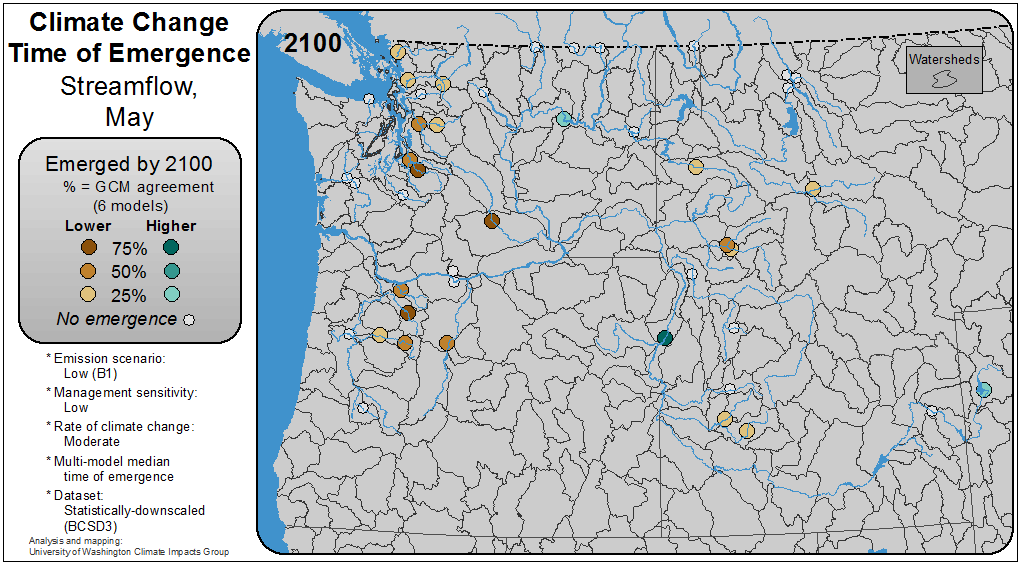 Climate Change
Time of Emergence
Streamflow,
May
Emerged by 2100
% = GCM agreement
(6 models)
Lower Higher
75%
50%
25%
No emergence
* Emission scenario:
Low (B1)
* Management sensitivity:
Low
* Rate of climate change:
Moderate
* Multi-model median
time of emergence
* Dataset:
Statistically-downscaled
(BCSD3)
Analysis and mapping:
University of Washington Climate Impacts Group
2100
Watersheds